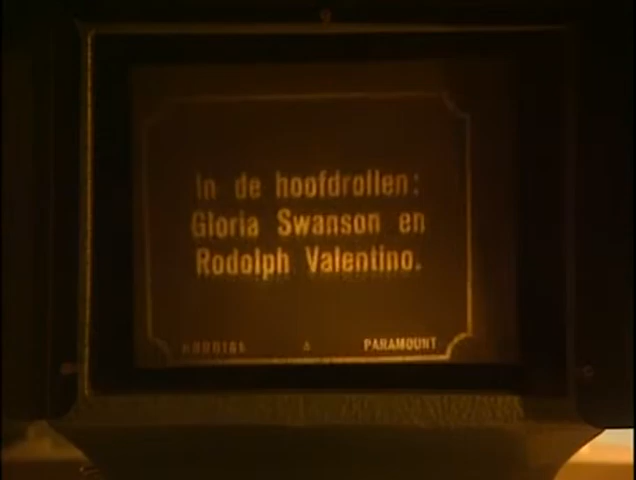 In de hoofdrollen:
Gloria Swanson en
Rodolph Valentino.
PARAMOUNT